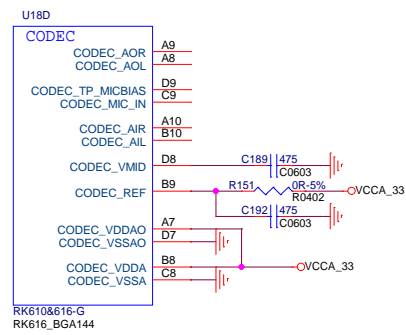 U18D
CODEC
CODEC_AOR A9
CODEC_AOL A8
CODEC_TP_MICBIAS D9
CODEC_MIC_IN C9
CODEC_AIR A10
CODEC_AIL B10
CODEC_VMID D8 C189 475
C0603
CODEC_REF B9 R151 0R-5% VCCA_33
R0402
C192 475
C0603
CODEC_VDDAO A7
CODEC_VSSAO D7
CODEC_VDDA B8 VCCA_33
CODEC_VSSA C8
RK610&616-G
RK616_BGA144